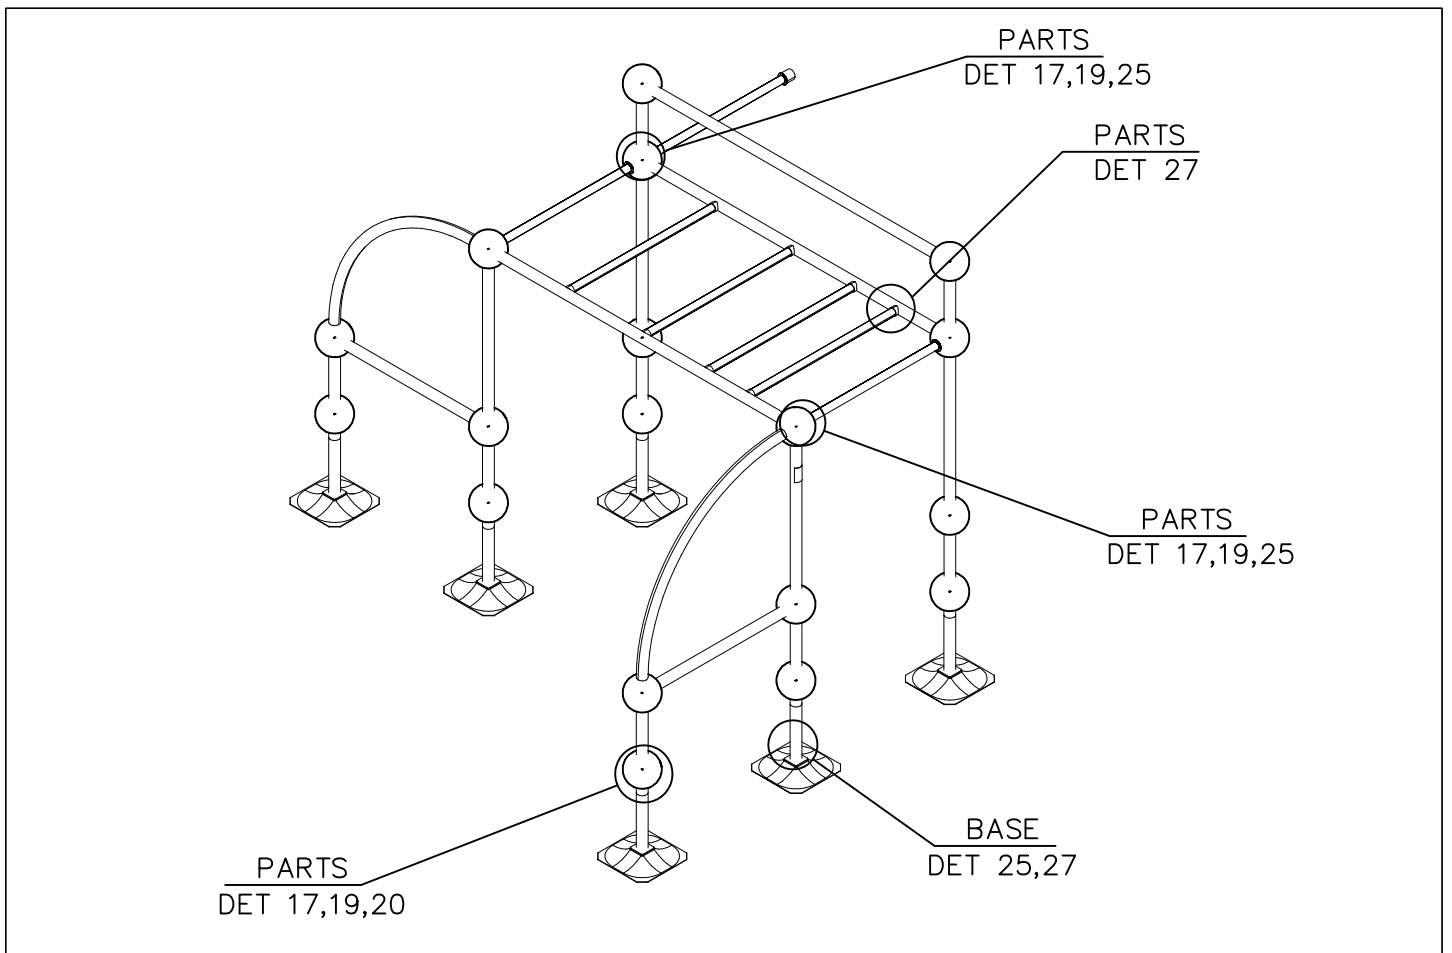 PARTS
DET 17,19,25
PARTS
DET 27
PARTS
DET 17,19,25
BASE
DET 25,27
PARTS
DET 17,19,20